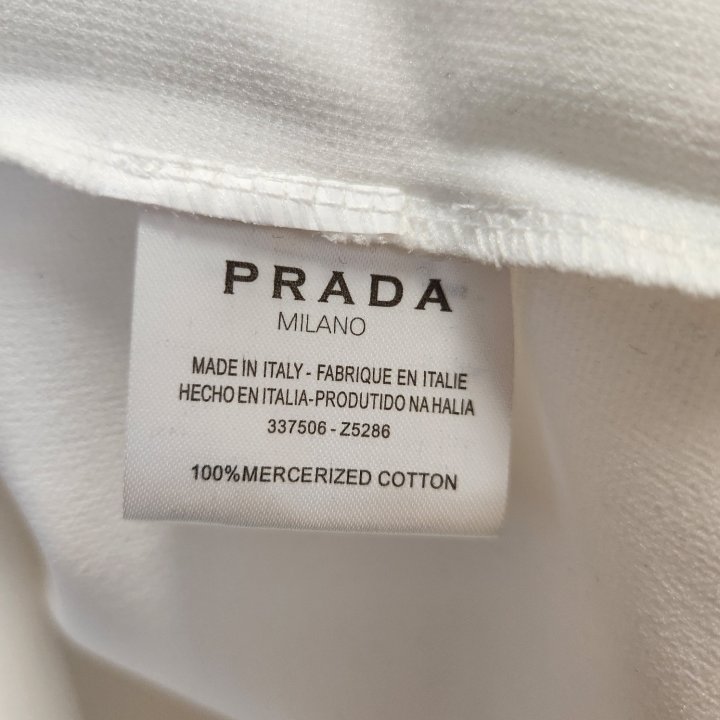 PRADA
MILANO
MADE IN ITALY - FABRIQUE EN ITALIE
HECHO EN ITALIA-PRODUTIDO NA HALIA
337506 - Z5286
100%MERCERIZED COTTON